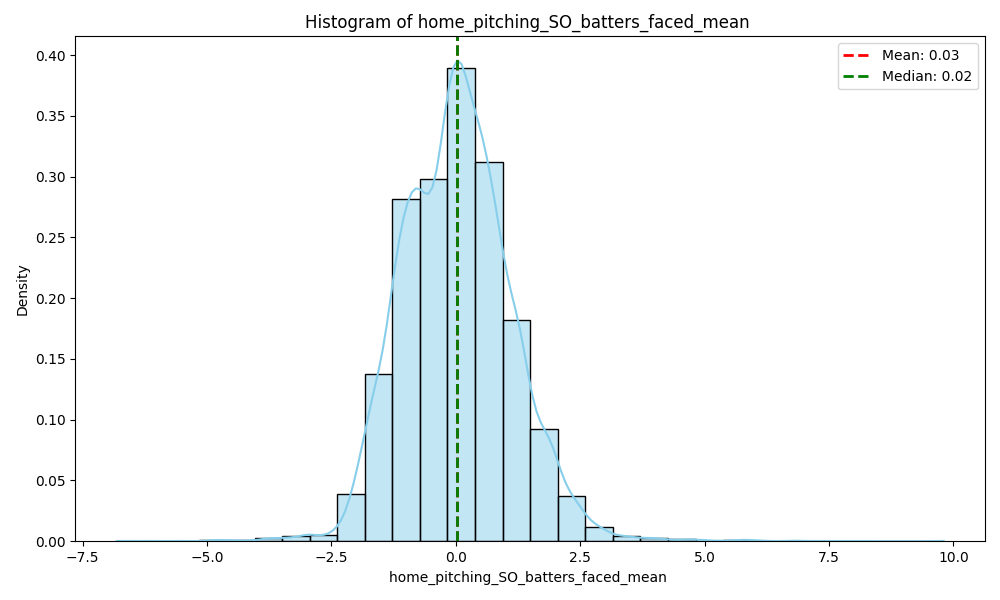 Histogram of home_pitching_SO_batters_faced_mean
Mean: 0.03
Median: 0.02
Density
0.40
0.35
0.30
0.25
0.20
0.15
0.10
0.05
0.00
−7.5 −5.0 −2.5 0.0 2.5 5.0 7.5 10.0
home_pitching_SO_batters_faced_mean